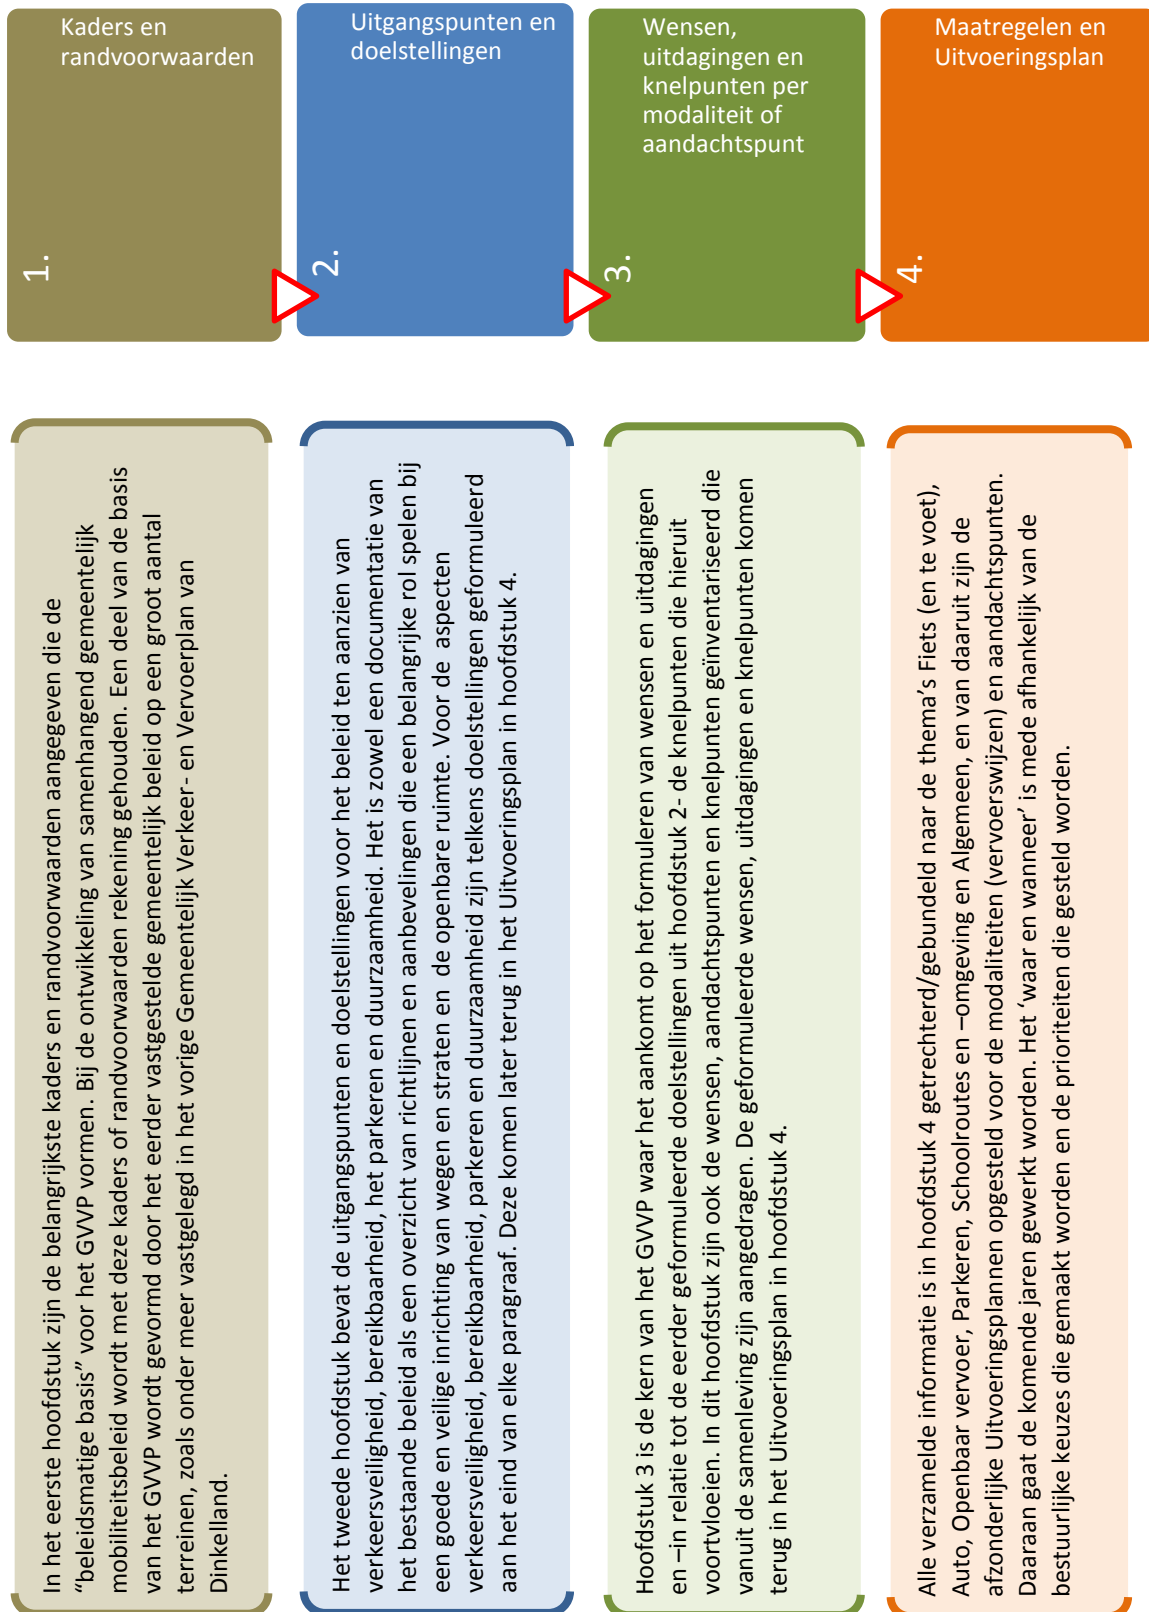 Kaders en
randvoorwaarden
1.
Uitgangspunten en
doelstellingen
2.
Wensen,
uitdagingen en
knelpunten per
modaliteit of
aandachtspunt
3.
Maatregelen en
Uitvoeringsplan
4.
In het eerste hoofdstuk zijn de belangrijkste kaders en randvoorwaarden aangegeven die de
“beleidsmatige basis” voor het GVVP vormen. Bij de ontwikkeling van samenhangend gemeentelijk
mobiliteitsbeleid wordt met deze kaders of randvoorwaarden rekening gehouden. Een deel van de basis
van het GVVP wordt gevormd door het eerder vastgestelde gemeentelijk beleid op een groot aantal
terreinen, zoals onder meer vastgelegd in het vorige Gemeentelijk Verkeer- en Vervoerplan van
Dinkelland.
Het tweede hoofdstuk bevat de uitgangspunten en doelstellingen voor het beleid ten aanzien van
verkeersveiligheid, bereikbaarheid, het parkeren en duurzaamheid. Het is zowel een documentatie van
het bestaande beleid als een overzicht van richtlijnen en aanbevelingen die een belangrijke rol spelen bij
een goede en veilige inrichting van wegen en straten en de openbare ruimte. Voor de aspecten
verkeersveiligheid, bereikbaarheid, parkeren en duurzaamheid zijn telkens doelstellingen geformuleerd
aan het eind van elke paragraaf. Deze komen later terug in het Uitvoeringsplan in hoofdstuk 4.
Hoofdstuk 3 is de kern van het GVVP waar het aankomt op het formuleren van wensen en uitdagingen
en –in relatie tot de eerder geformuleerde doelstellingen uit hoofdstuk 2- de knelpunten die hieruit
voortvloeien. In dit hoofdstuk zijn ook de wensen, aandachtspunten en knelpunten geïnventariseerd die
vanuit de samenleving zijn aangedragen. De geformuleerde wensen, uitdagingen en knelpunten komen
terug in het Uitvoeringsplan in hoofdstuk 4.
Alle verzamelde informatie is in hoofdstuk 4 getrechterd/gebundeld naar de thema’s Fiets (en te voet),
Auto, Openbaar vervoer, Parkeren, Schoolroutes en –omgeving en Algemeen, en van daaruit zijn de
afzonderlijke Uitvoeringsplannen opgesteld voor de modaliteiten (vervoerswijzen) en aandachtspunten.
Daaraan gaat de komende jaren gewerkt worden. Het ‘waar en wanneer’ is mede afhankelijk van de
bestuurlijke keuzes die gemaakt worden en de prioriteiten die gesteld worden.